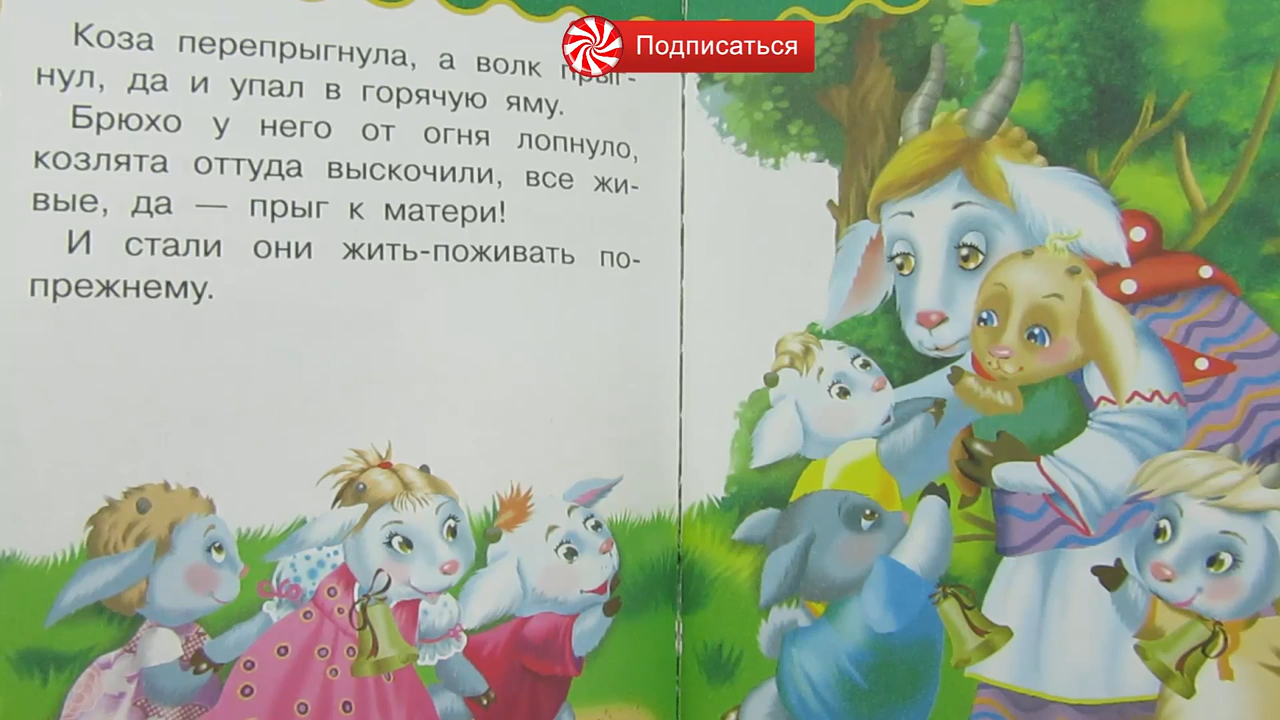 Подписаться
Коза перепрыгнула, а волк прыг-
нул, да и упал в горячую яму.
Брюхо у него от огня лопнуло,
козлята оттуда выскочили, все жи-
вые, да — прыг к матери!
И стали они жить-поживать по-
прежнему.